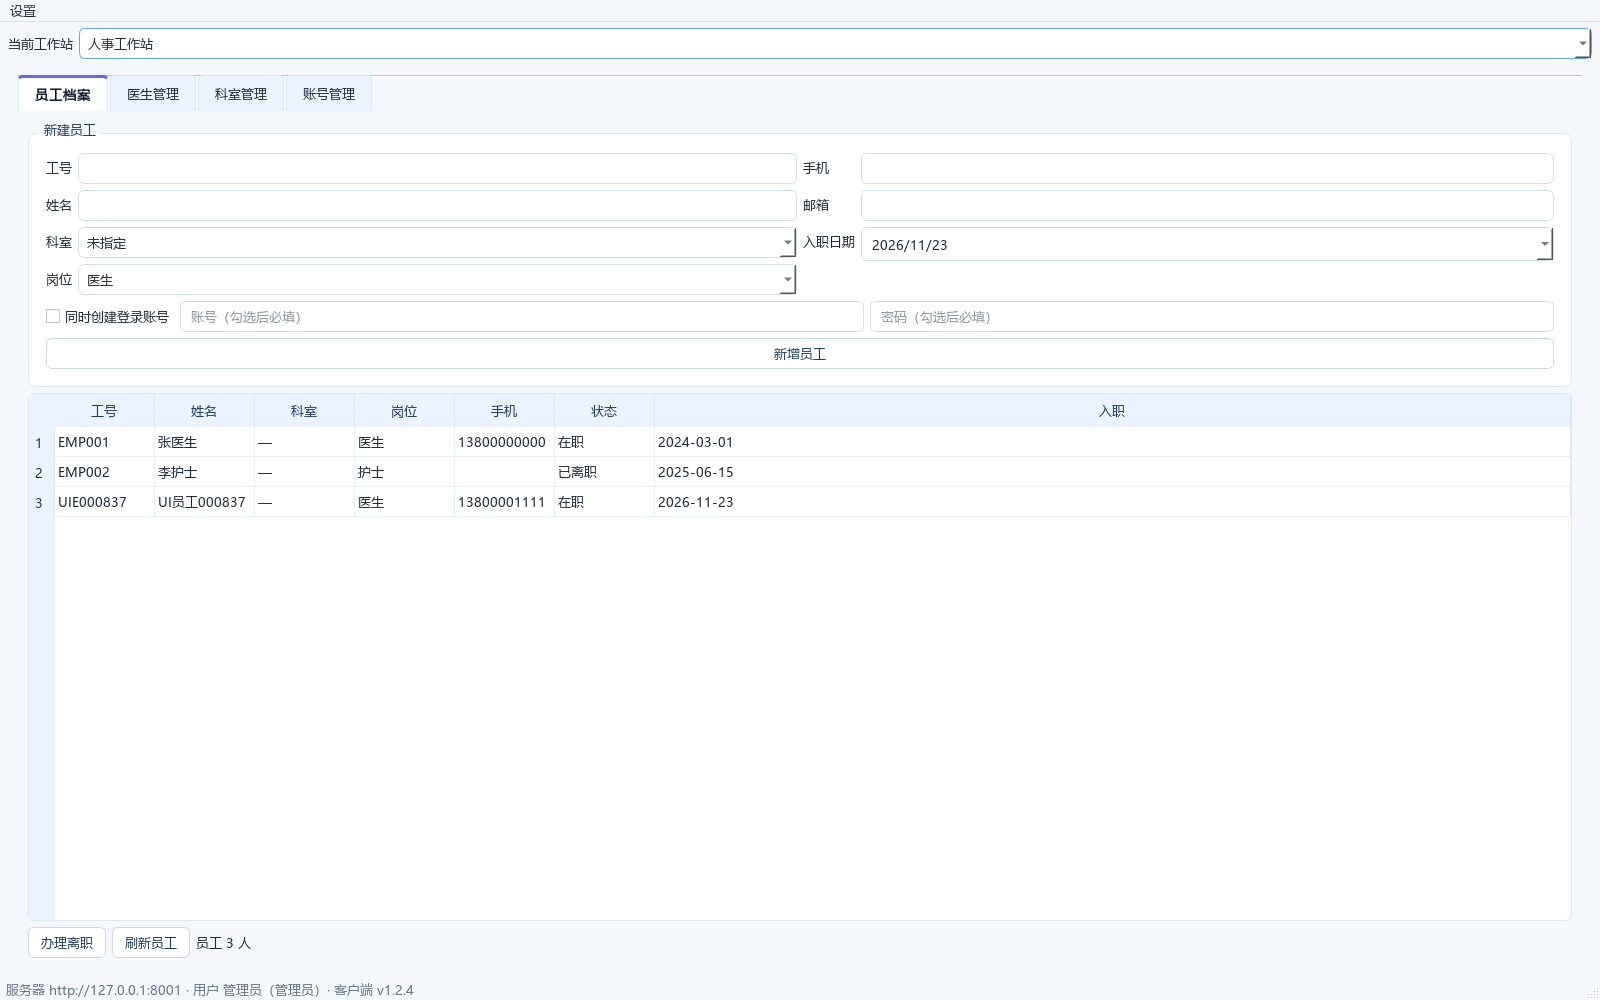 设置
当前工作站 人事工作站
员工档案 医生管理 科室管理 账号管理
新建员工
工号 手机
姓名 邮箱
科室 未指定 入职日期 2026/11/23
岗位 医生
同时创建登录账号 账号（勾选后必填） 密码（勾选后必填）
新增员工
工号 姓名 科室 岗位 手机 状态 入职
1 EMP001 张医生 — 医生 13800000000 在职 2024-03-01
2 EMP002 李护士 — 护士 已离职 2025-06-15
3 UIE000837 UI员工000837 — 医生 13800001111 在职 2026-11-23
办理离职 刷新员工 员工 3 人
服务器 http://127.0.0.1:8001 · 用户 管理员（管理员）· 客户端 v1.2.4